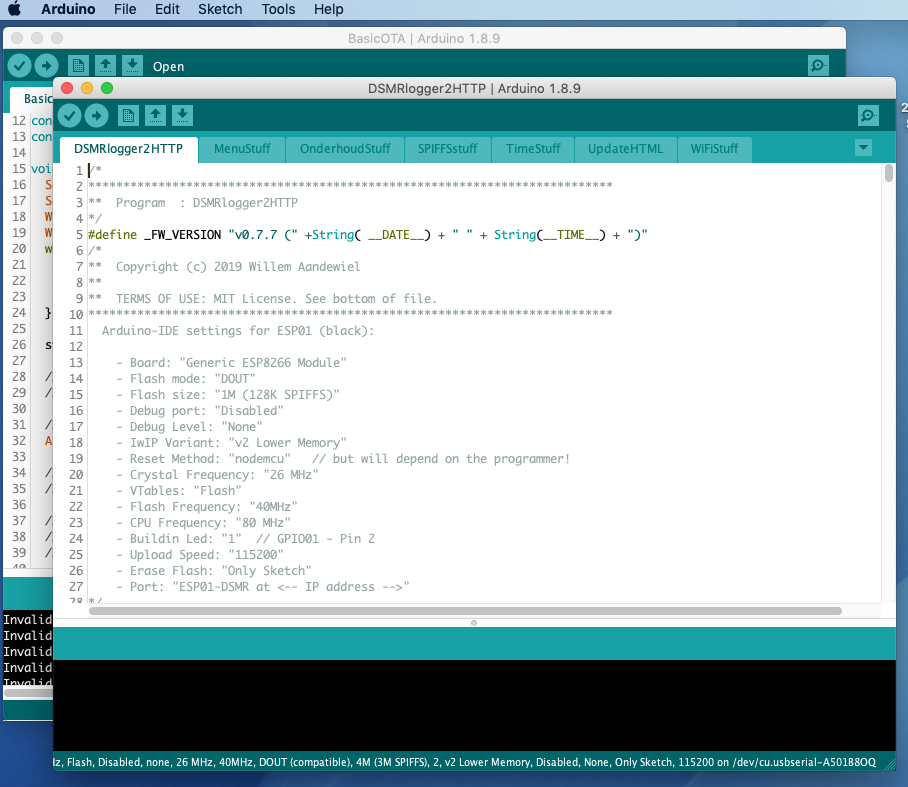 Arduino File Edit Sketch Tools Help
BasicOTA | Arduino 1.8.9
Open
Basic
DSMRlogger2HTTP | Arduino 1.8.9
DSMRlogger2HTTP MenuStuff OnderhoudStuff SPIFFSstuff TimeStuff UpdateHTML WiFiStuff
12 con
13 con
14
15 voi
16 S
17 S
18 W
19 W
20 w
21
22
23
24 }
25
26 s
27
28 /
29 /
30
31 /
32 A
33
34 /
35 /
36
37 /
38 /
39 /
40
1 /*
2 ***************************************************************************
3 **  Program  : DSMRlogger2HTTP
4 */
5 #define _FW_VERSION "v0.7.7 (" +String( __DATE__) + " " + String(__TIME__) + ")"
6 /*
7 **  Copyright (c) 2019 Willem Aandewiel
8 **
9 **  TERMS OF USE: MIT License. See bottom of file.
10 ***************************************************************************
11   Arduino-IDE settings for ESP01 (black):
12
13     - Board: "Generic ESP8266 Module"
14     - Flash mode: "DOUT"
15     - Flash size: "1M (128K SPIFFS)"
16     - Debug port: "Disabled"
17     - Debug Level: "None"
18     - IwIP Variant: "v2 Lower Memory"
19     - Reset Method: "nodemcu"   // but will depend on the programmer!
20     - Crystal Frequency: "26 MHz"
21     - VTables: "Flash"
22     - Flash Frequency: "40MHz"
23     - CPU Frequency: "80 MHz"
24     - Buildin Led: "1"  // GPIO01 - Pin 2
25     - Upload Speed: "115200"
26     - Erase Flash: "Only Sketch"
27     - Port: "ESP01-DSMR at <-- IP address -->"
28 */
Invalid
Invalid
Invalid
Invalid
Invalid
Hz, Flash, Disabled, none, 26 MHz, 40MHz, DOUT (compatible), 4M (3M SPIFFS), 2, v2 Lower Memory, Disabled, None, Only Sketch, 115200 on /dev/cu.usbserial-A501B8OQ